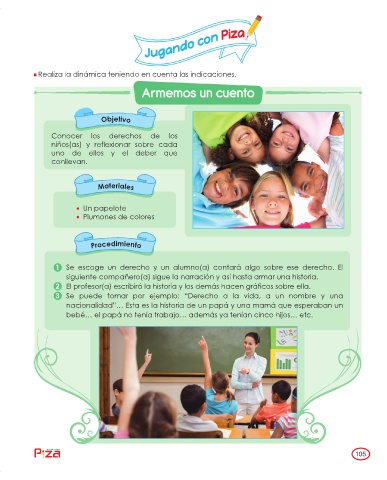 Jugando con Piza
Realiza la dinámica teniendo en cuenta las indicaciones.
Armemos un cuento
Objetivo
Conocer los derechos de los
niños(as) y reflexionar sobre cada
uno de ellos y el deber que
conllevan.
Materiales
• Un papelote
• Plumones de colores
Procedimiento
1 Se escoge un derecho y un alumno(a) contará algo sobre ese derecho. El
siguiente compañero(a) sigue la narración y así hasta armar una historia.
2 El profesor(a) escribirá la historia y los demás hacen gráficos sobre ella.
3 Se puede tomar por ejemplo: “Derecho a la vida, a un nombre y una
nacionalidad”... Esta es la historia de un papá y una mamá que esperaban un
bebé... el papá no tenía trabajo... además ya tenían cinco hijos... etc.
Piza
105